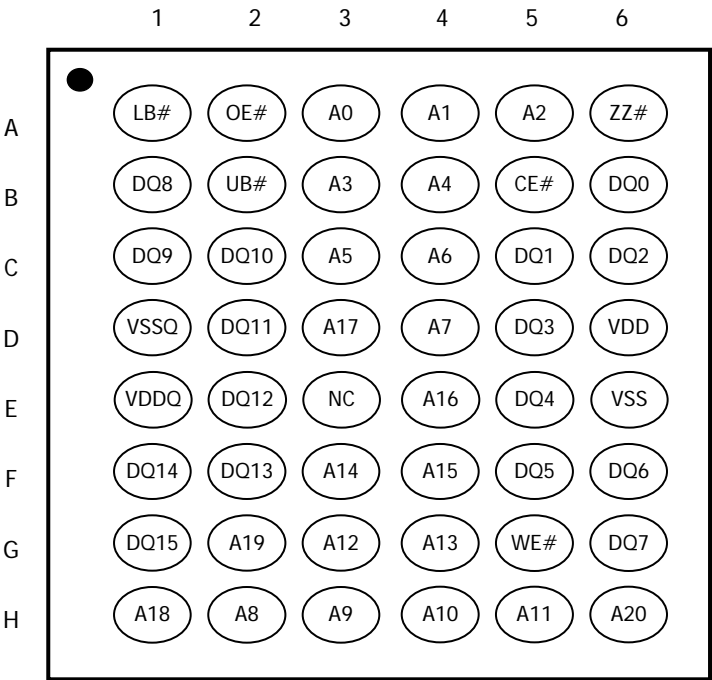 1 2 3 4 5 6
A LB# OE# A0 A1 A2 ZZ#
B DQ8 UB# A3 A4 CE# DQ0
C DQ9 DQ10 A5 A6 DQ1 DQ2
D VSSQ DQ11 A17 A7 DQ3 VDD
E VDDQ DQ12 NC A16 DQ4 VSS
F DQ14 DQ13 A14 A15 DQ5 DQ6
G DQ15 A19 A12 A13 WE# DQ7
H A18 A8 A9 A10 A11 A20